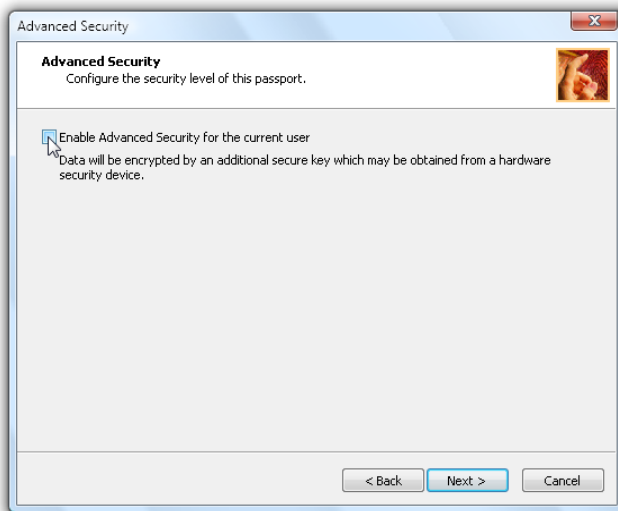 Advanced Security
Advanced Security
Configure the security level of this passport.
Enable Advanced Security for the current user
Data will be encrypted by an additional secure key which may be obtained from a hardware
security device.
< Back
Next >
Cancel